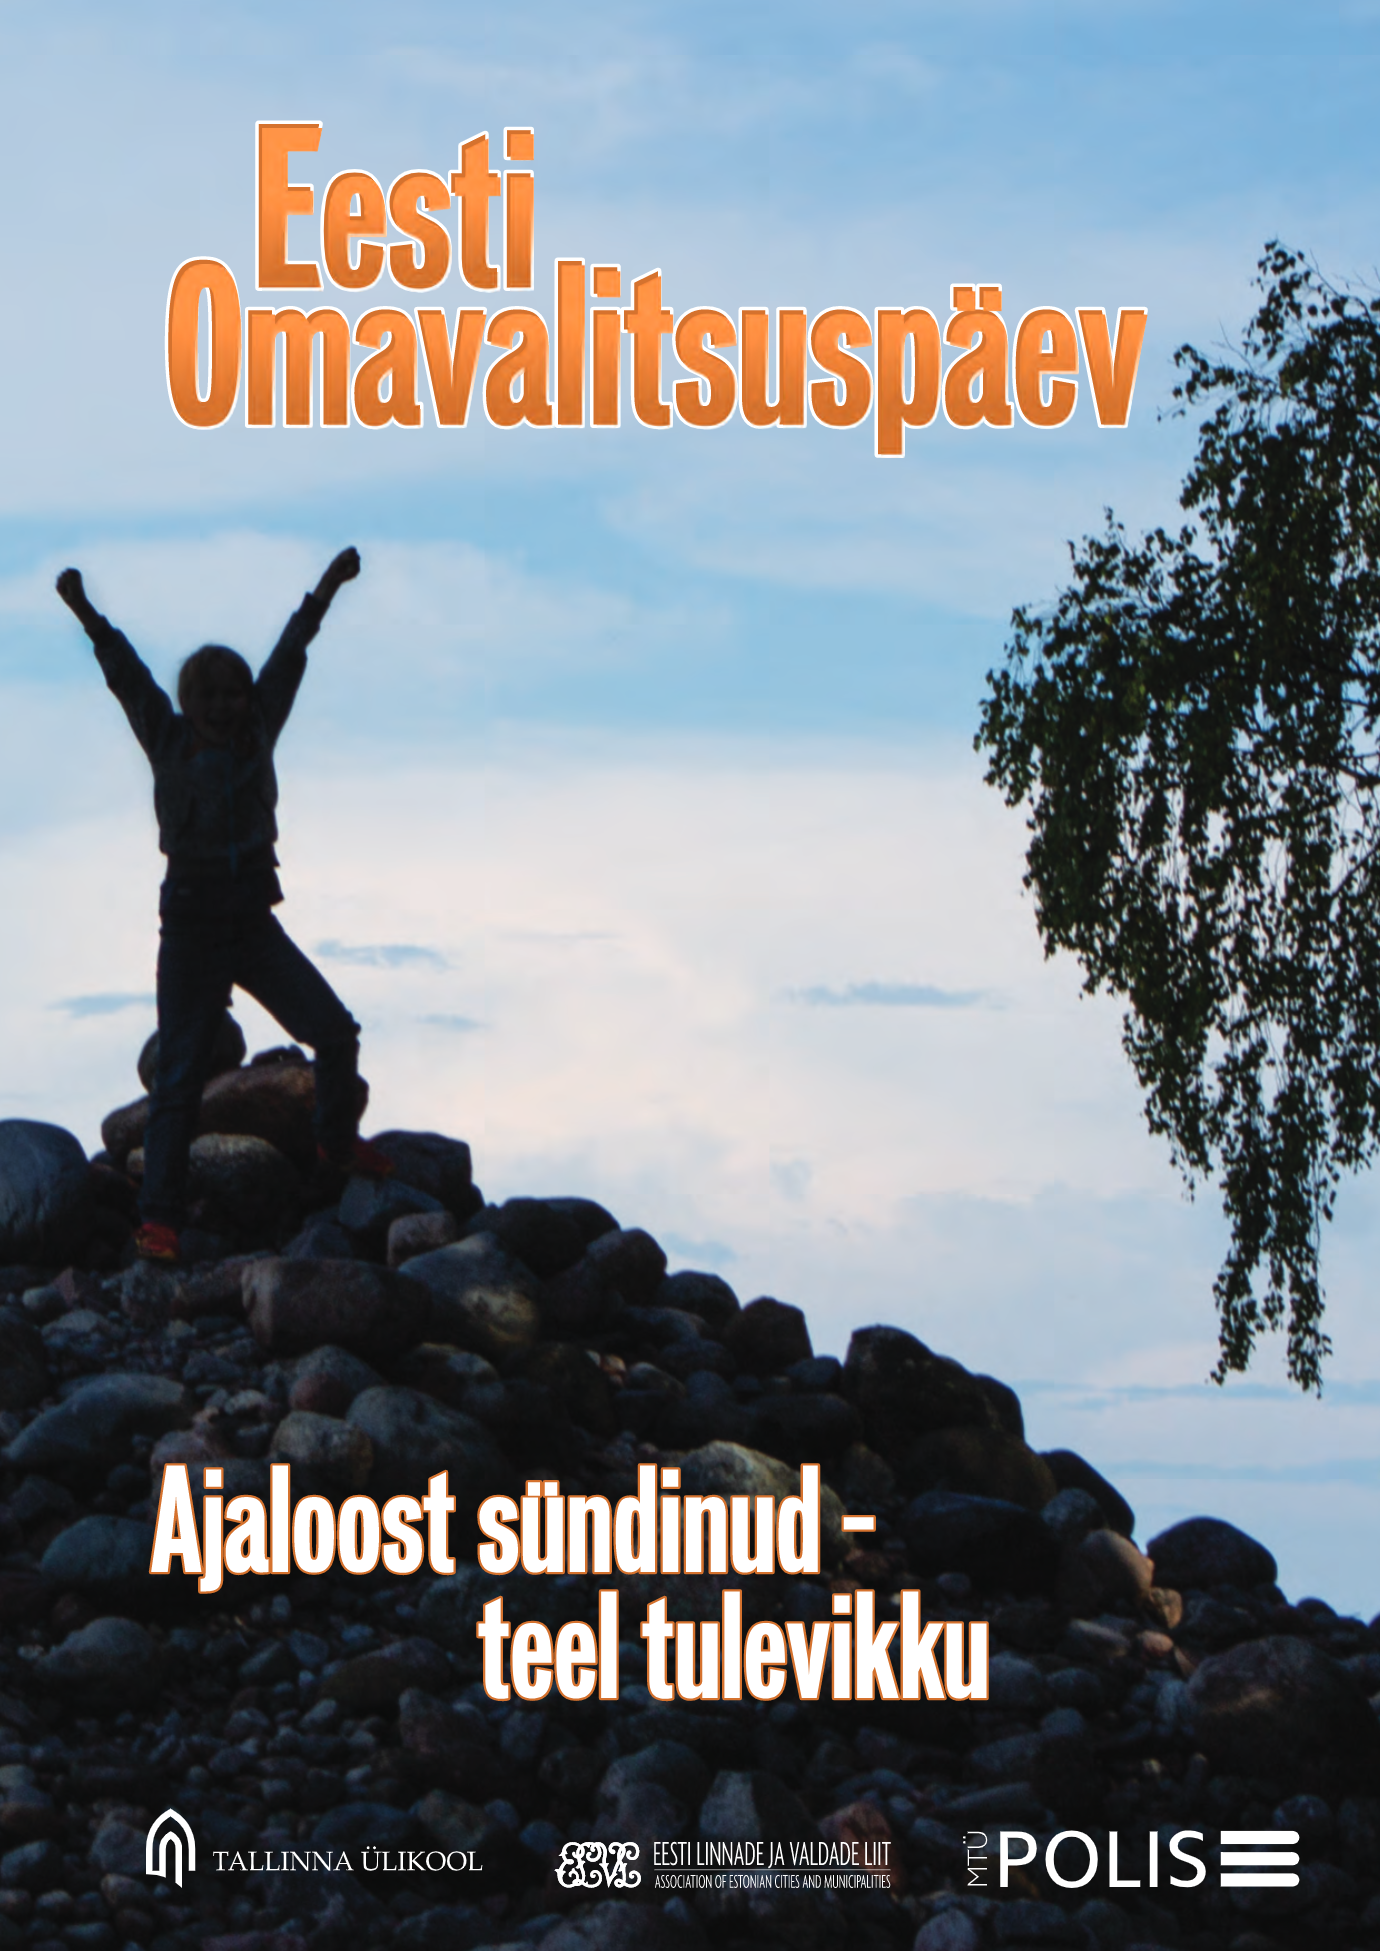 Eesti
Omavalitsuspäev
Ajaloost sündinud -
teel tulevikku
TALLINNA ÜLIKOOL
EESTI LINNADE JA VALDADE LIIT
ASSOCIATION OF ESTONIAN CITIES AND MUNICIPALITIES
MTÜ POLIS